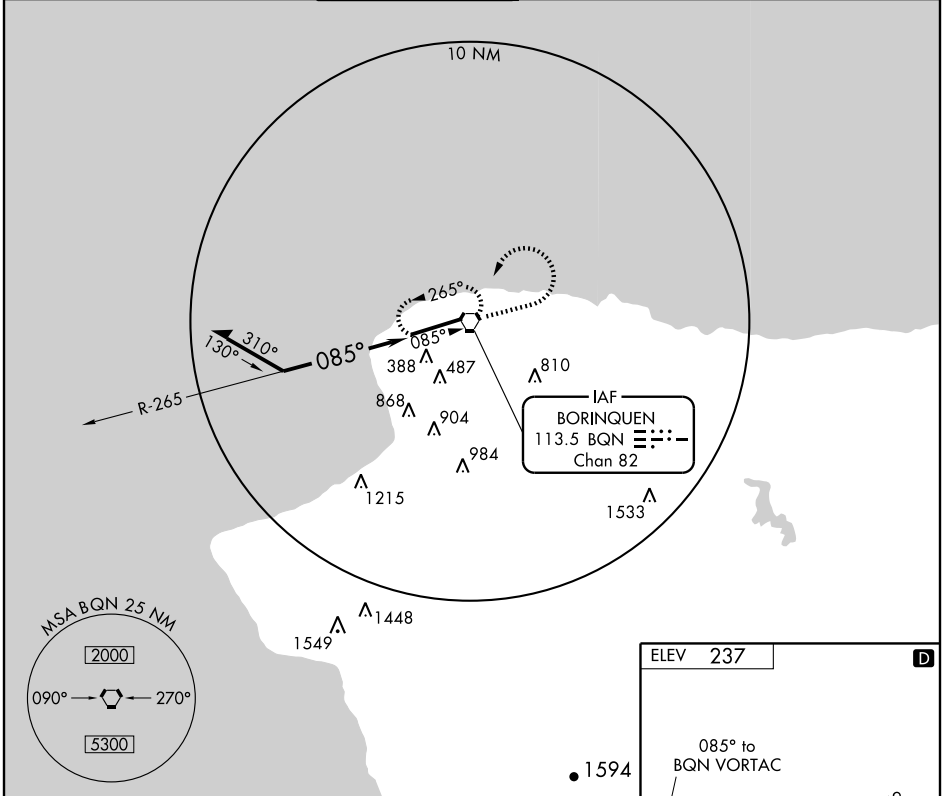 10 NM
265°
085°
310°
130°
085°
R-265
388
487
810
868
904
984
1215
1533
IAF
BORINQUEN
113.5 BQN
Chan 82
1448
1549
MSA BQN 25 NM
2000
090°
270°
5300
1594
ELEV 237
D
085° to
BQN VORTAC